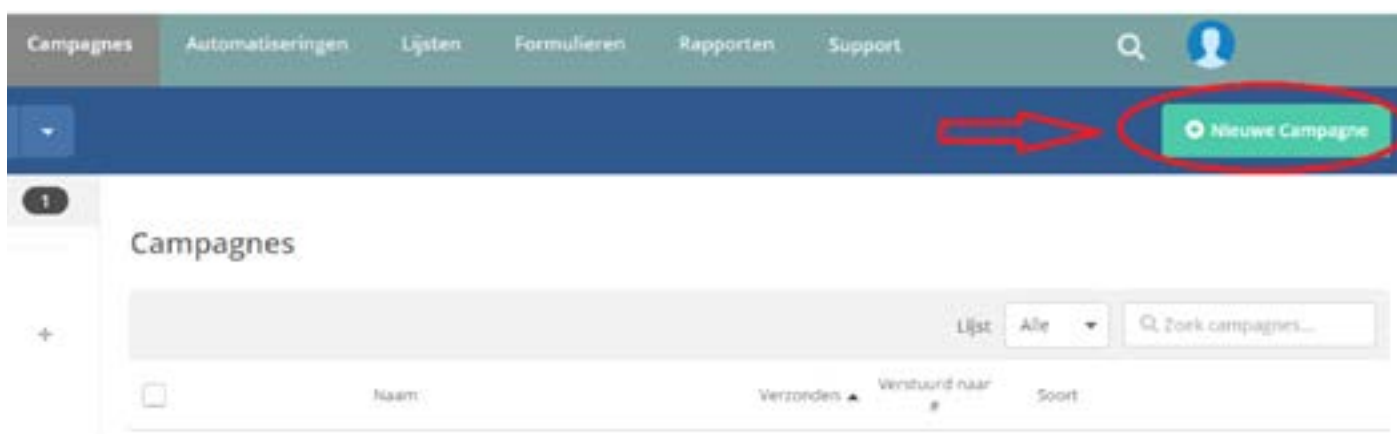 Campagnes Automatiseringen Lijsten Formulieren Rapporten Support
Nieuwe Campagne
1
Campagnes
Lijst Alle Zoek campagnes...
Naam Verzonden Verstuurd naar # Soort